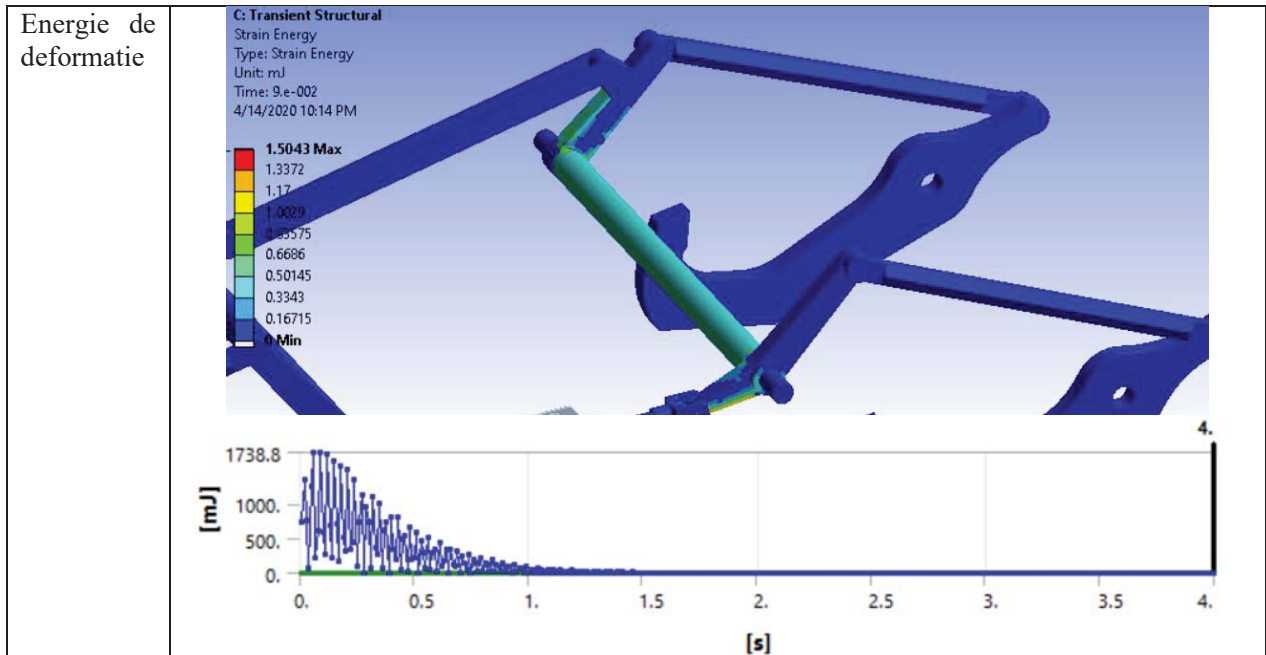 Energie de
deformatie
C: Transient Structural
Strain Energy
Type: Strain Energy
Unit: mJ
Time: 9.e-002
4/14/2020 10:14 PM
1.5043 Max
1.3372
1.17
1.0029
0.83575
0.6686
0.50145
0.3343
0.16715
0 Min
4.
1738.8
1000.
500.
0.
[mJ]
0. 0.5 1. 1.5 2. 2.5 3. 3.5 4.
[s]